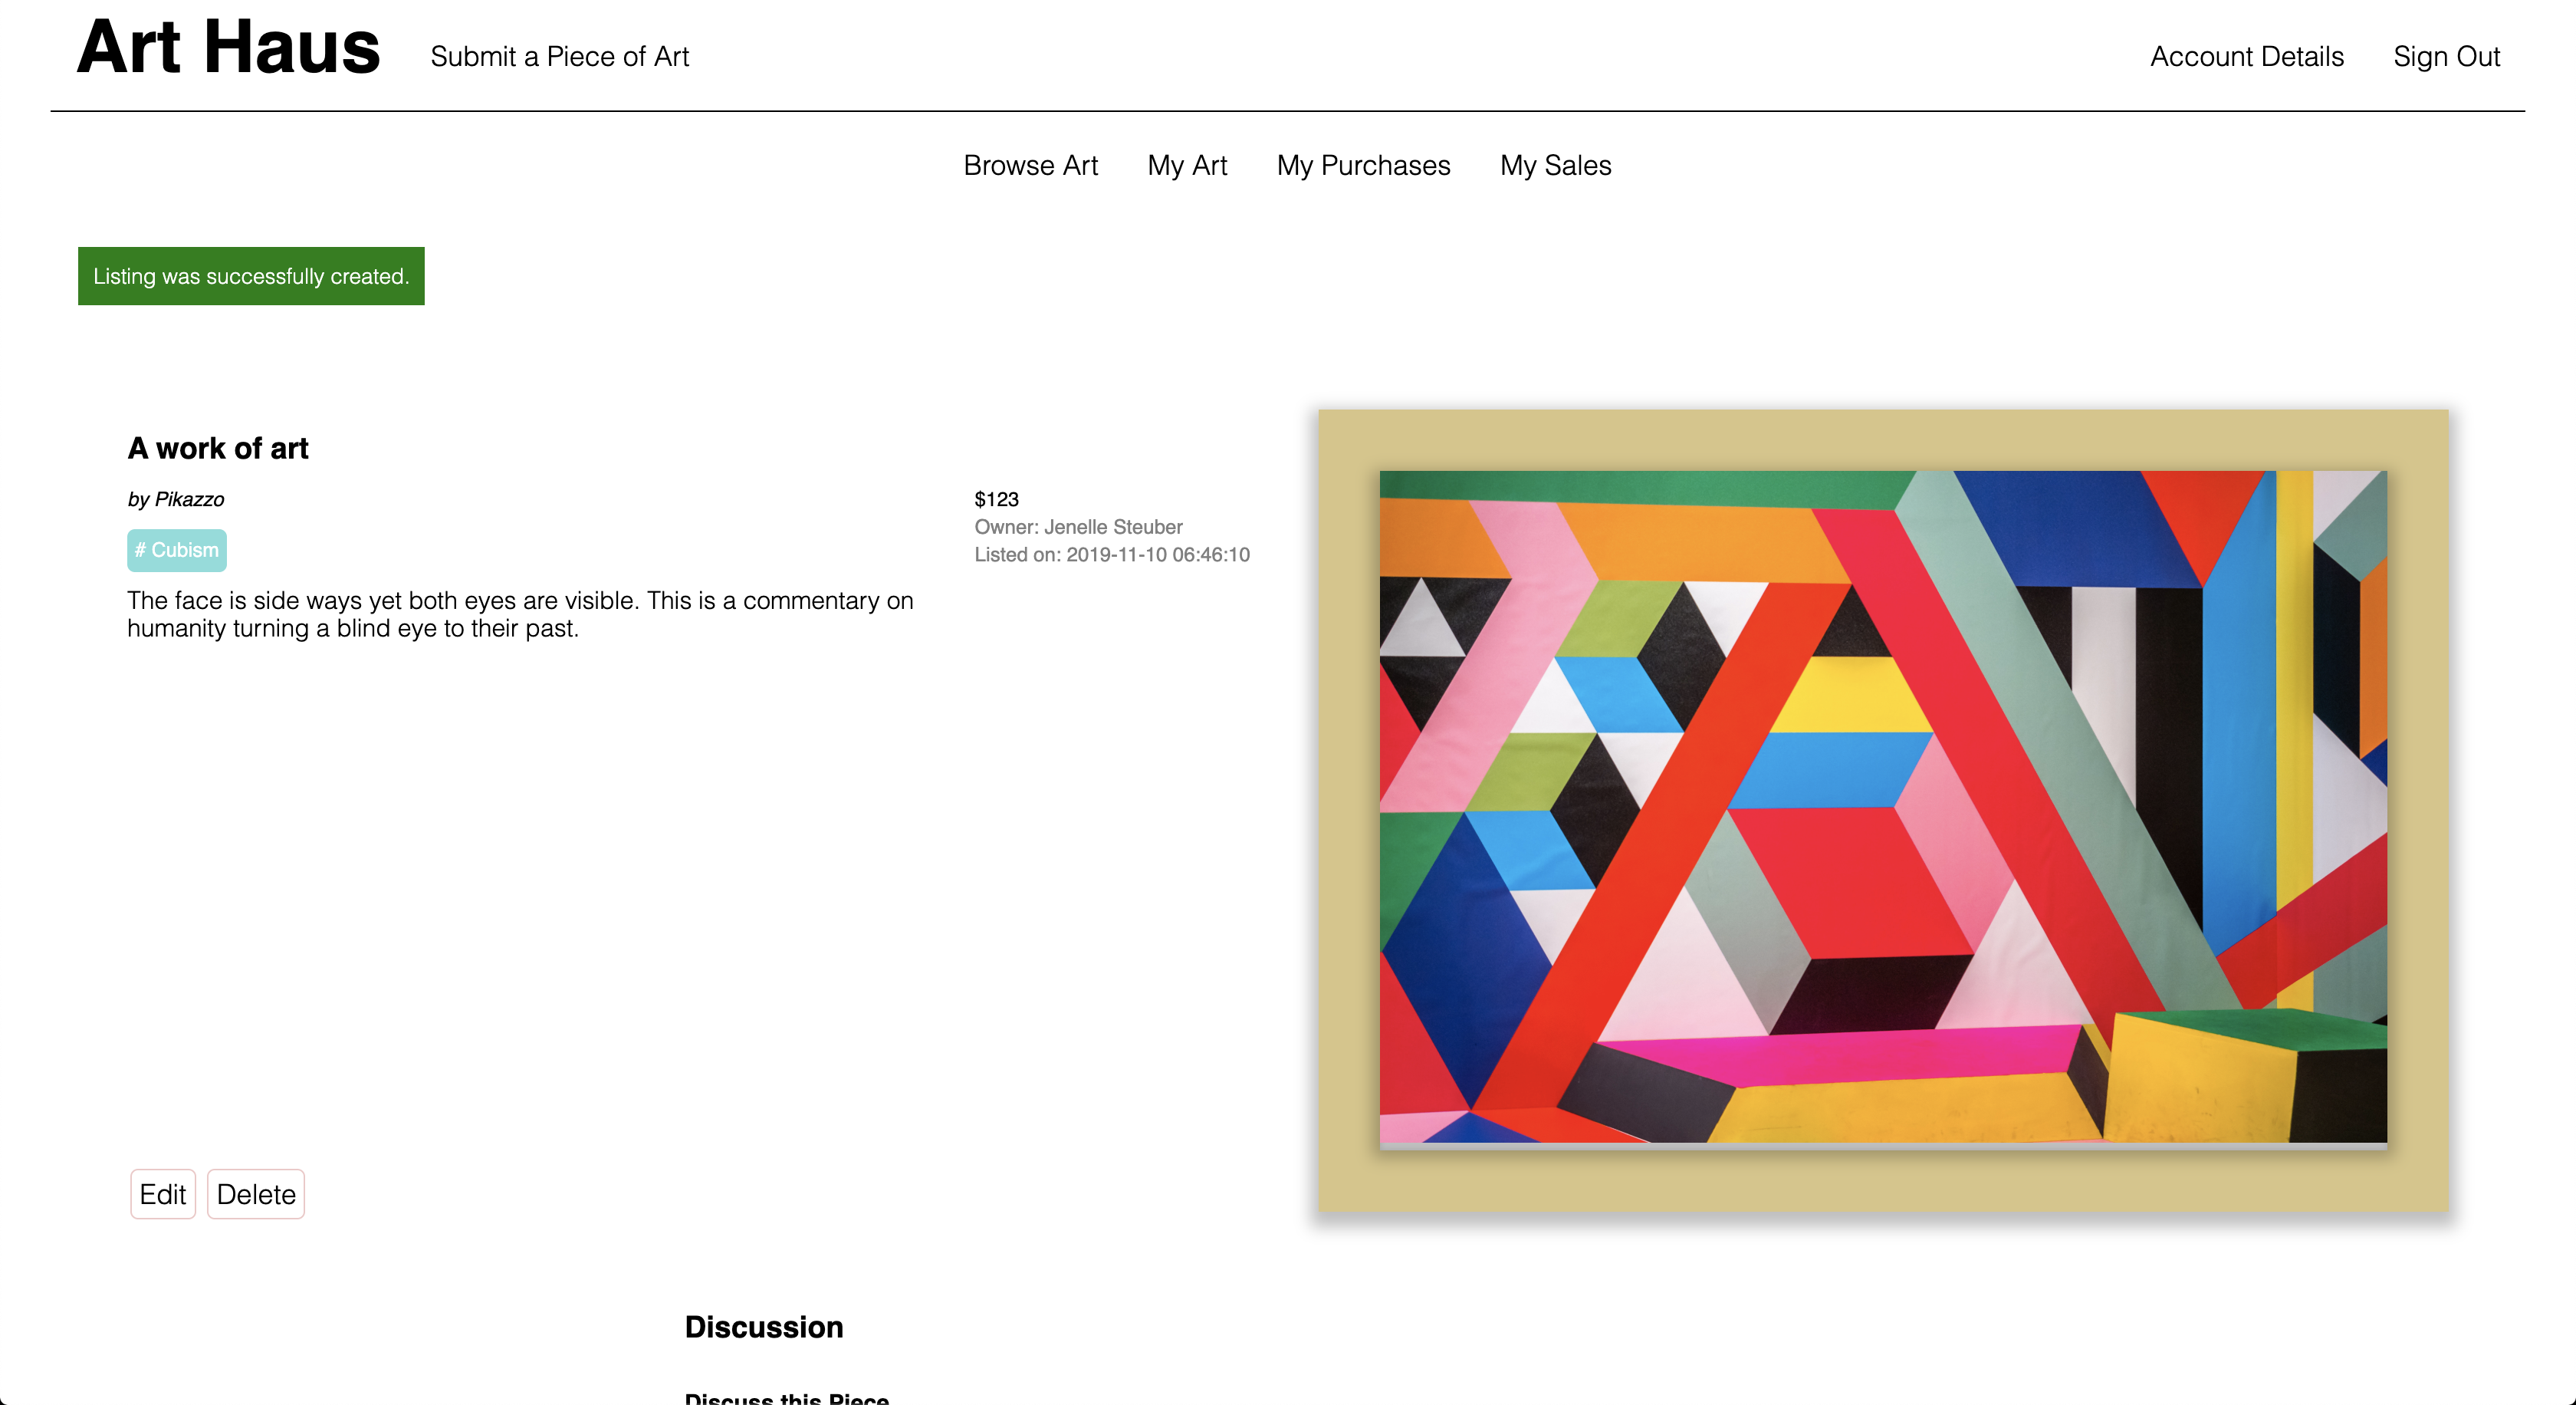 Art Haus
Submit a Piece of Art
Account Details
Sign Out
Browse Art
My Art
My Purchases
My Sales
Listing was successfully created.
A work of art
by Pikazzo
# Cubism
The face is side ways yet both eyes are visible. This is a commentary on
humanity turning a blind eye to their past.
$123
Owner: Jenelle Steuber
Listed on: 2019-11-10 06:46:10
Edit
Delete
Discussion
Discuss this Piece